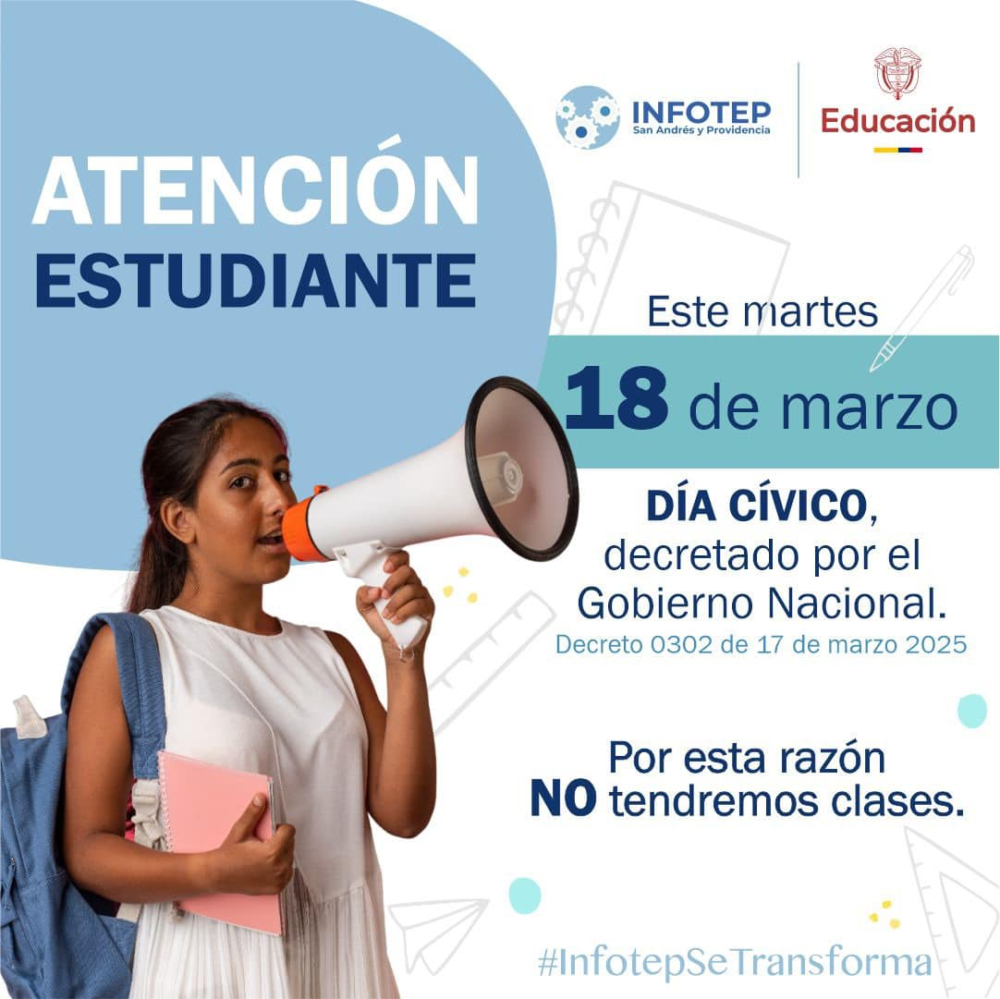 ATENCIÓN
ESTUDIANTE
INFOTEP
San Andrés y Providencia
Educación
Este martes
18 de marzo
DÍA CÍVICO,
decretado por el
Gobierno Nacional.
Decreto 0302 de 17 de marzo 2025
Por esta razón
NO tendremos clases.
#InfotepSeTransforma